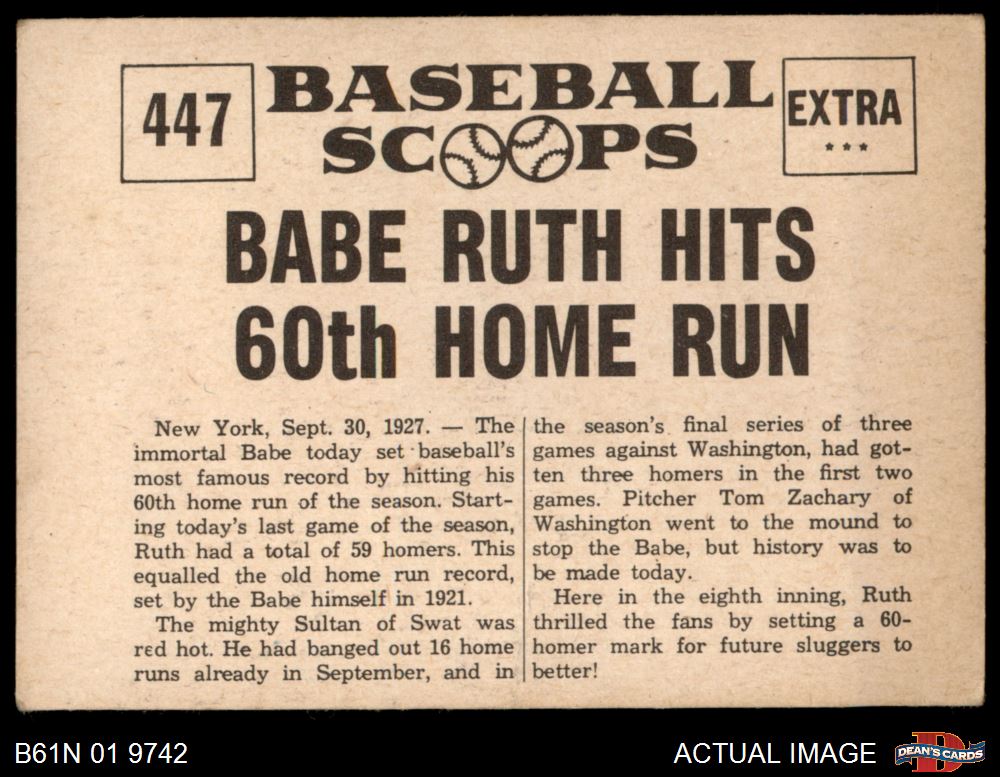 447
BASEBALL
SCOOPS
EXTRA
***
BABE RUTH HITS
60th HOME RUN
New York, Sept. 30, 1927. — The
immortal Babe today set baseball's
most famous record by hitting his
60th home run of the season. Start-
ing today's last game of the season,
Ruth had a total of 59 homers. This
equalled the old home run record,
set by the Babe himself in 1921.
The mighty Sultan of Swat was
red hot. He had banged out 16 home
runs already in September, and in
the season's final series of three
games against Washington, had got-
ten three homers in the first two
games. Pitcher Tom Zachary of
Washington went to the mound to
stop the Babe, but history was to
be made today.
Here in the eighth inning, Ruth
thrilled the fans by setting a 60-
homer mark for future sluggers to
better!
B61N 01 9742
ACTUAL IMAGE
D
DEAN'S CARDS